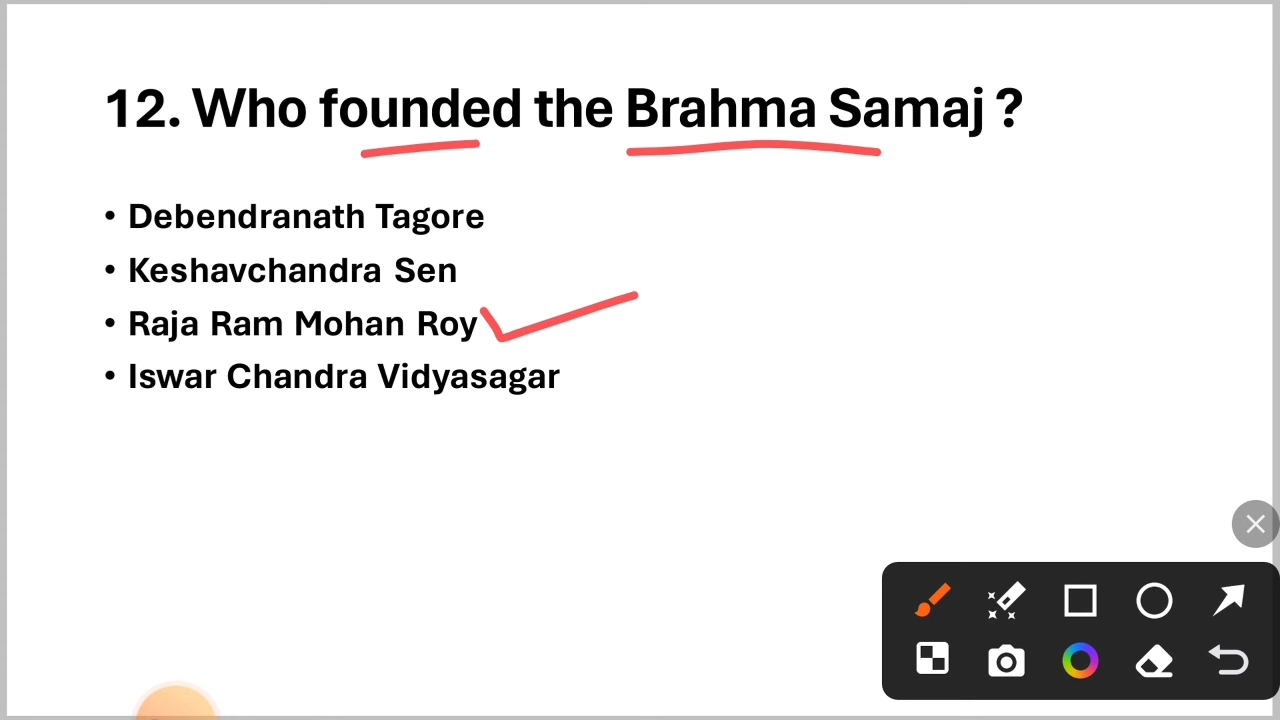 12. Who founded the Brahma Samaj ?
• Debendranath Tagore
• Keshavchandra Sen
• Raja Ram Mohan Roy
• Iswar Chandra Vidyasagar